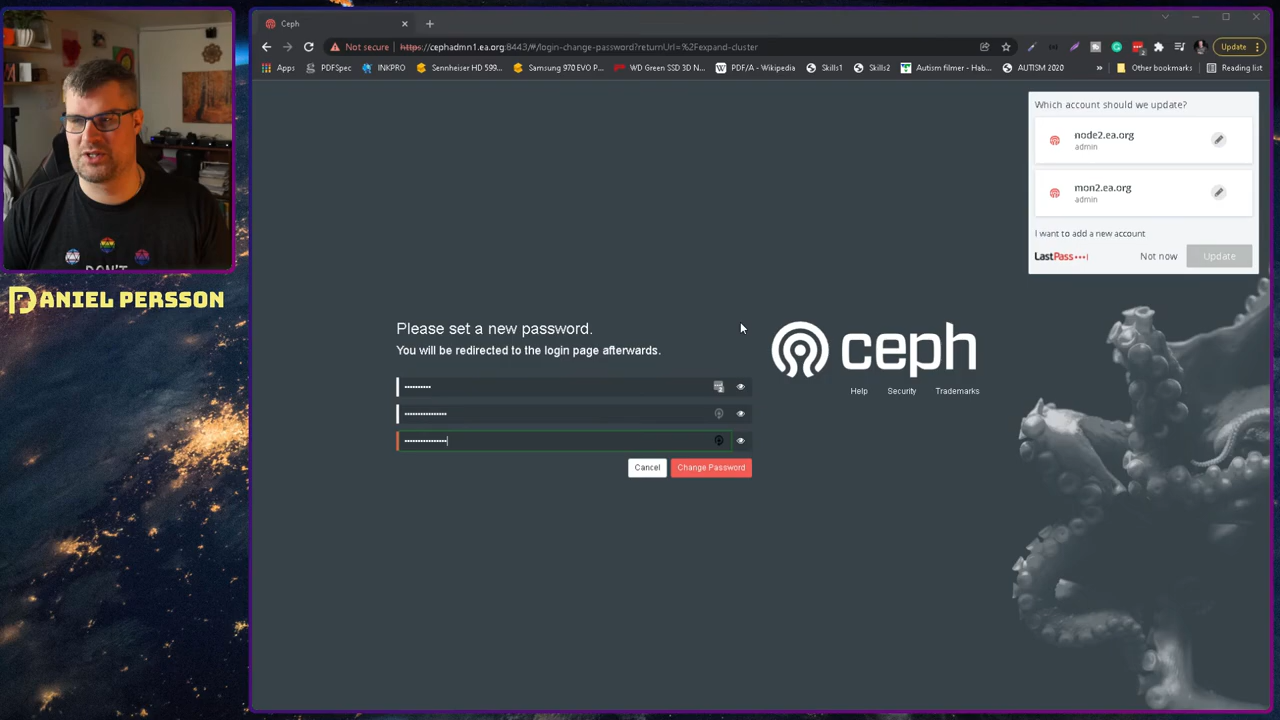 Ceph
Not secure
https://cephadmn1.ea.org:8443/#/login-change-password?returnUrl=%2Fexpand-cluster
Update
Apps
PDFSpec
INKPRO
Sennheiser HD 599...
Samsung 970 EVO P...
WD Green SSD 3D N...
PDF/A - Wikipedia
Skills1
Skills2
Autism filmer - Hab...
AUTISM 2020
»
Other bookmarks
Reading list
Which account should we update?
node2.ea.org
admin
mon2.ea.org
admin
I want to add a new account
LastPass
Not now
Update
DON'T
DANIEL PERSSON
Please set a new password.
You will be redirected to the login page afterwards.
Cancel
Change Password
ceph
Help
Security
Trademarks